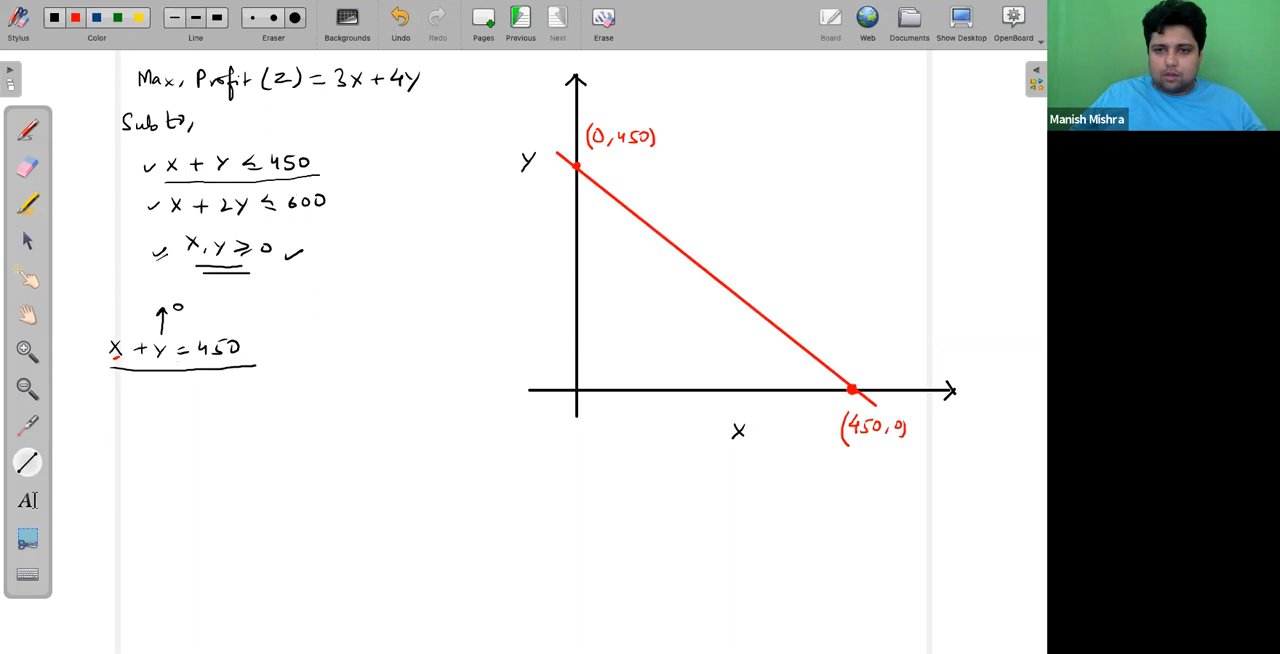 Stylus
Color
Line
Eraser
Backgrounds
Undo
Redo
Pages
Previous
Next
Erase
Board
Web
Documents
Show Desktop
OpenBoard
Manish Mishra
Max, Profit (Z) = 3X + 4Y
Sub to,
X + Y ≤ 450
X + 2Y ≤ 600
X, Y ≥ 0
0
X + Y = 450
(0, 450)
Y
(450, 0)
X
AI